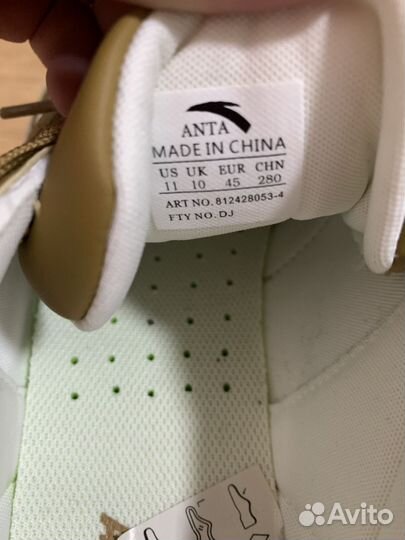 ANTA
MADE IN CHINA
US UK EUR CHN
11 10 45 280
ART NO. 812428053-4
FTY NO. DJ
Avito